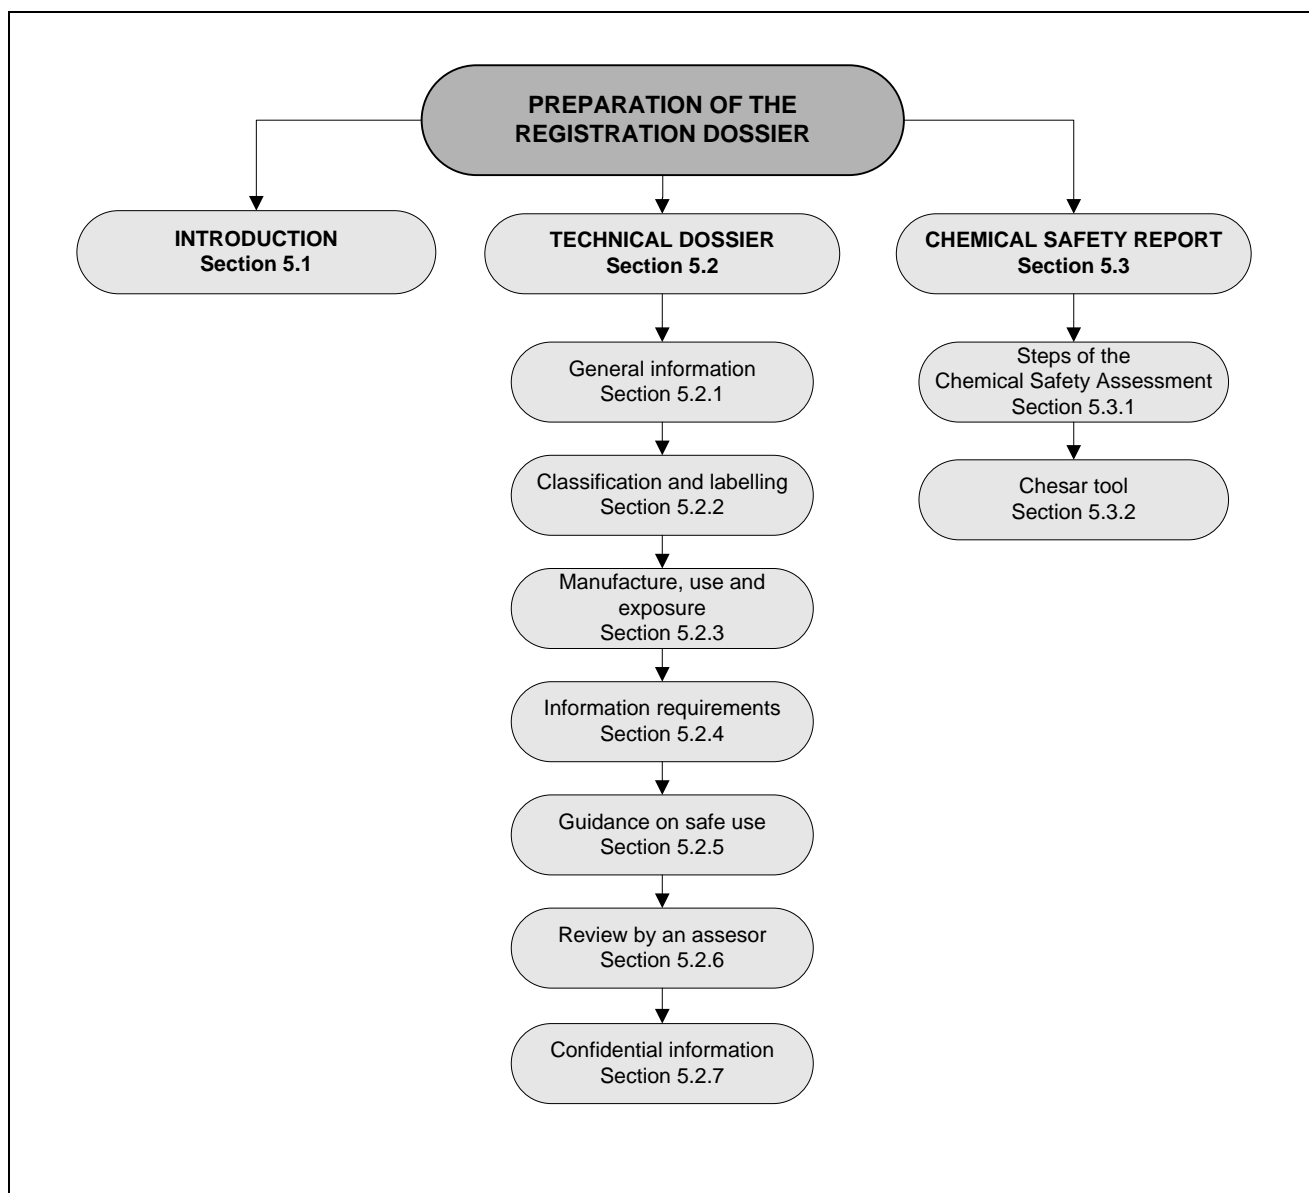 PREPARATION OF THE
REGISTRATION DOSSIER
INTRODUCTION
Section 5.1
TECHNICAL DOSSIER
Section 5.2
CHEMICAL SAFETY REPORT
Section 5.3
General information
Section 5.2.1
Classification and labelling
Section 5.2.2
Manufacture, use and
exposure
Section 5.2.3
Information requirements
Section 5.2.4
Guidance on safe use
Section 5.2.5
Review by an assesor
Section 5.2.6
Confidential information
Section 5.2.7
Steps of the
Chemical Safety Assessment
Section 5.3.1
Chesar tool
Section 5.3.2